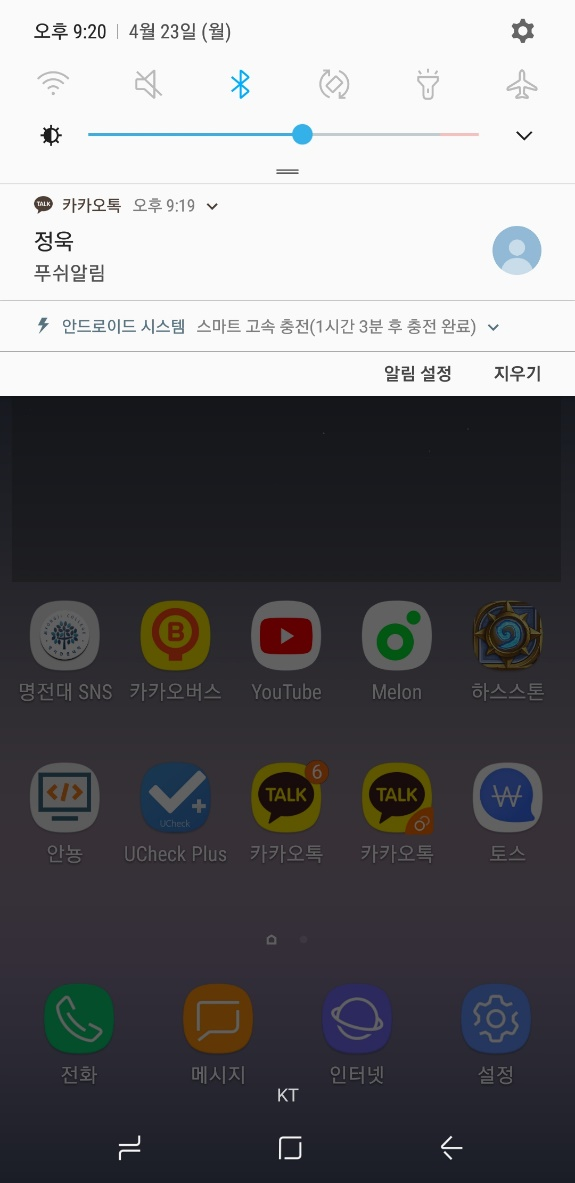 오후 9:20 | 4월 23일 (월)
TALK 카카오톡 오후 9:19
정욱
푸쉬알림
안드로이드 시스템 스마트 고속 충전(1시간 3분 후 충전 완료)
알림 설정 지우기
B
명전대 SNS 카카오버스 YouTube Melon 하스스톤
</> UCheck TALK 6 TALK W
안뇽 UCheck Plus 카카오톡 카카오톡 토스
전화 메시지 인터넷 설정
KT